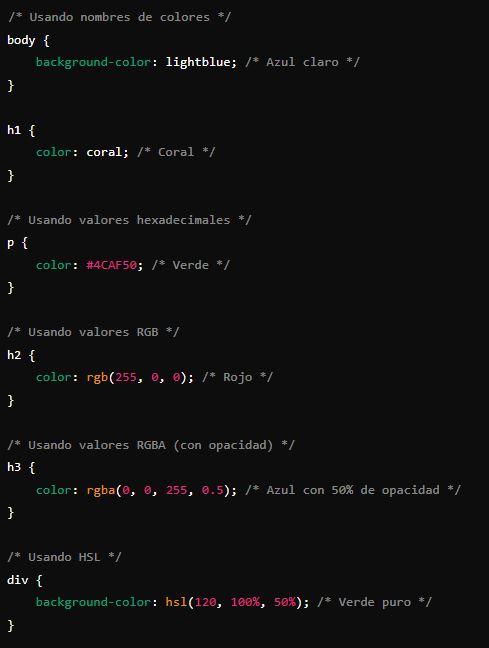 /* Usando nombres de colores */
body {
    background-color: lightblue; /* Azul claro */
}

h1 {
    color: coral; /* Coral */
}

/* Usando valores hexadecimales */
p {
    color: #4CAF50; /* Verde */
}

/* Usando valores RGB */
h2 {
    color: rgb(255, 0, 0); /* Rojo */
}

/* Usando valores RGBA (con opacidad) */
h3 {
    color: rgba(0, 0, 255, 0.5); /* Azul con 50% de opacidad */
}

/* Usando HSL */
div {
    background-color: hsl(120, 100%, 50%); /* Verde puro */
}